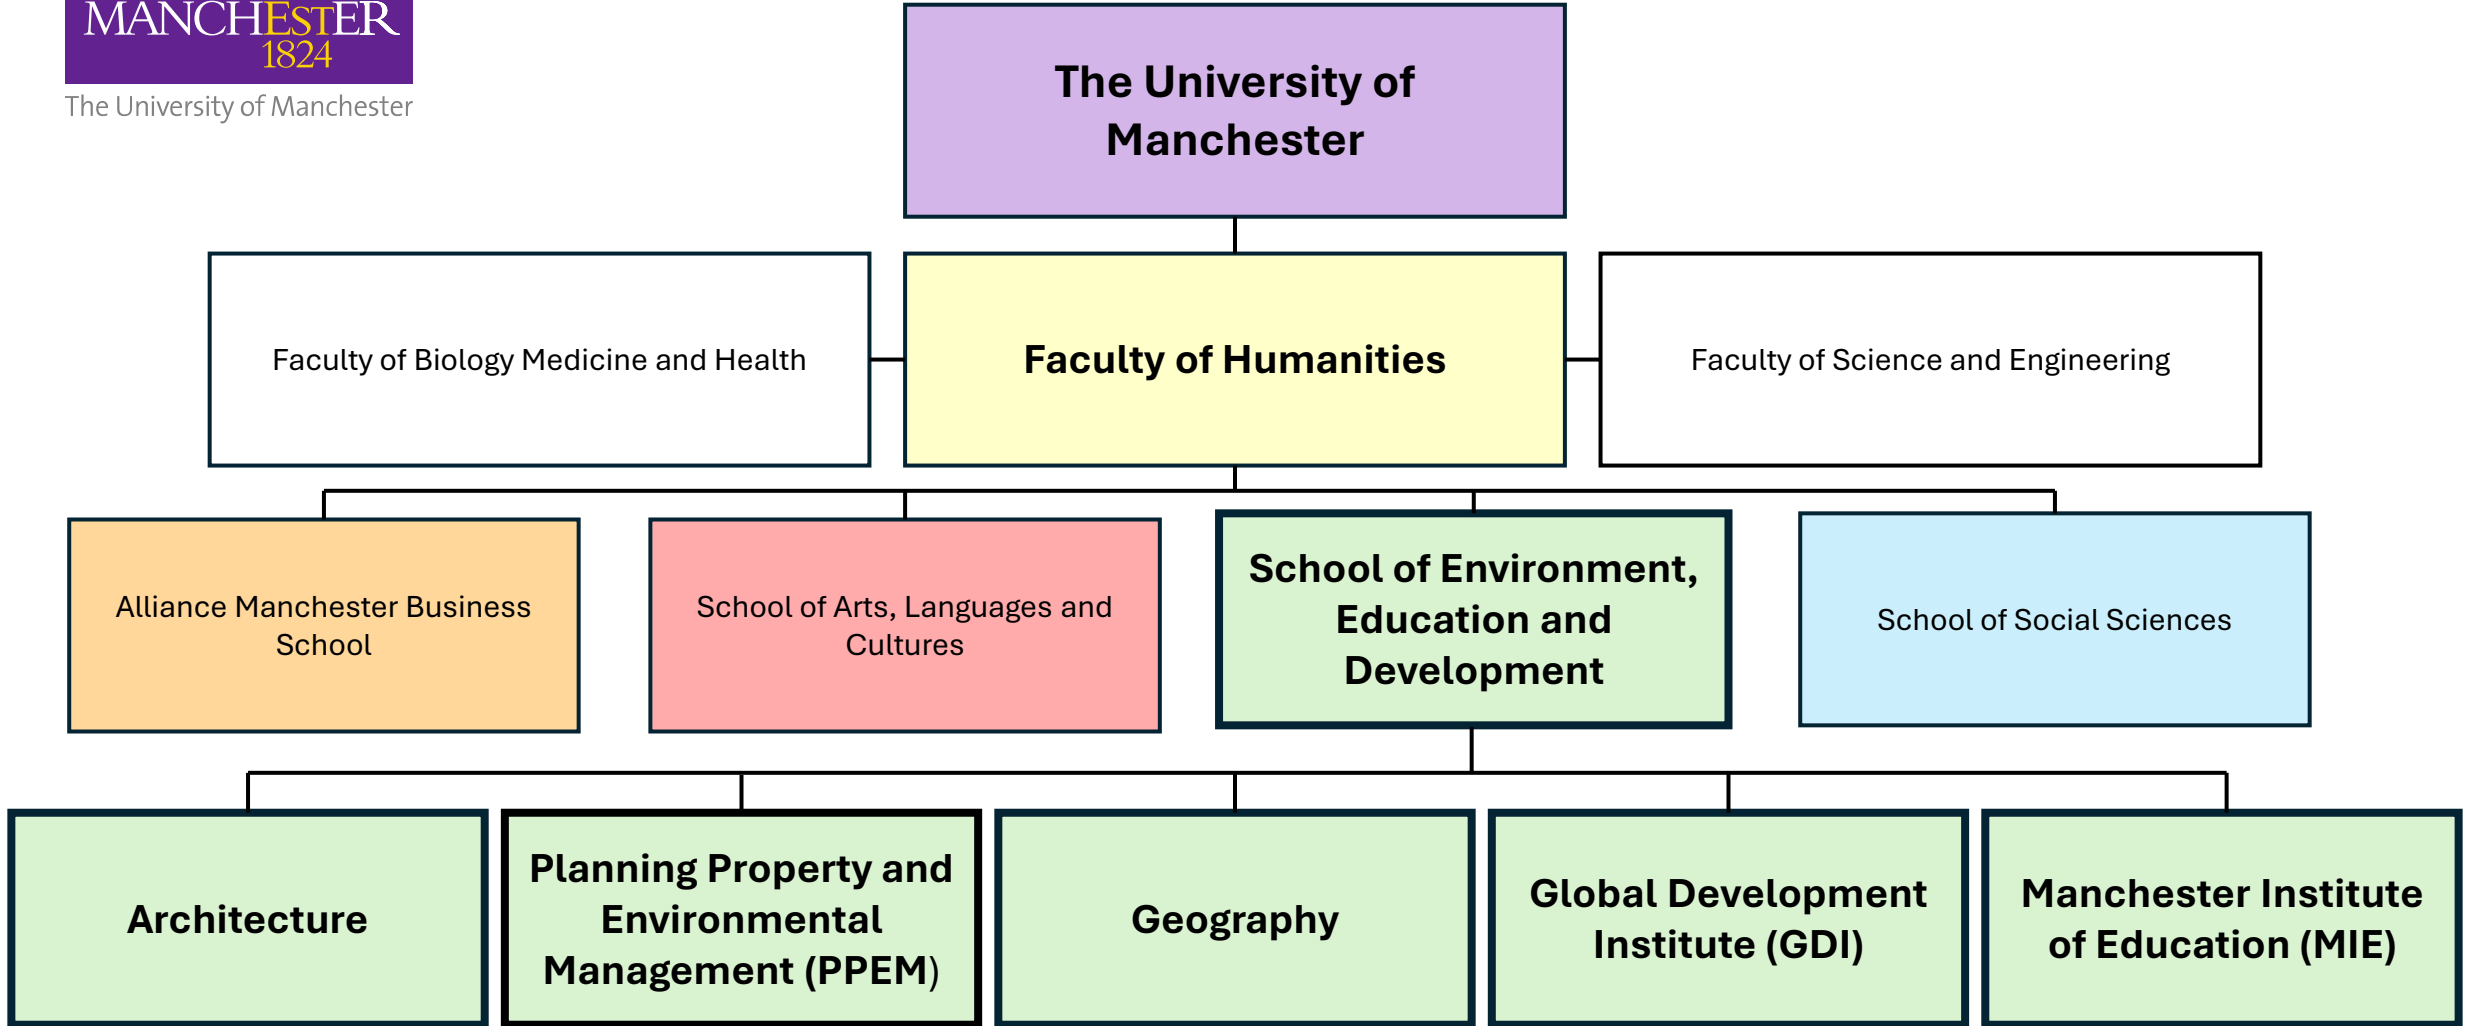 MANCHESTER
1824
The University of Manchester
The University of
Manchester
Faculty of Biology Medicine and Health
Faculty of Humanities
Faculty of Science and Engineering
Alliance Manchester Business
School
School of Arts, Languages and
Cultures
School of Environment,
Education and
Development
School of Social Sciences
Architecture
Planning Property and
Environmental
Management (PPEM)
Geography
Global Development
Institute (GDI)
Manchester Institute
of Education (MIE)